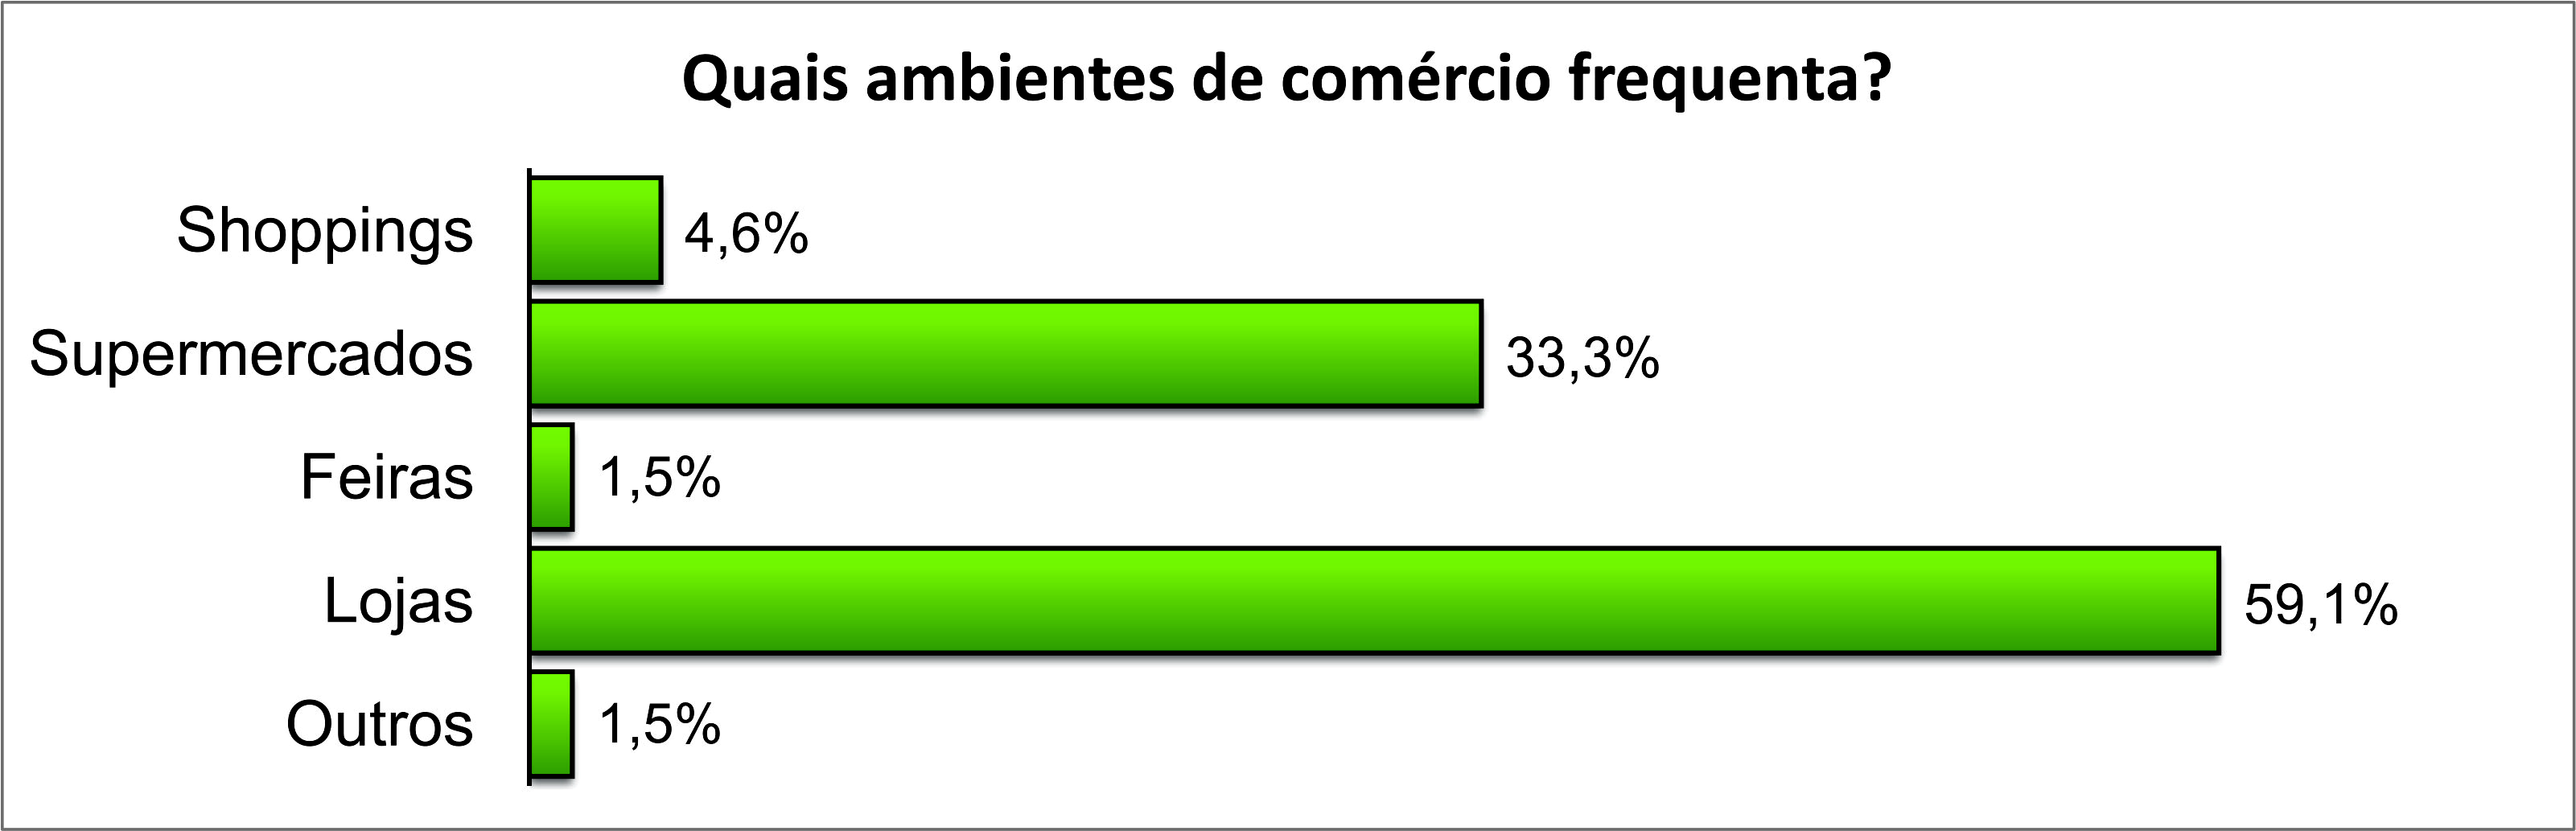 Quais ambientes de comércio frequenta?
Shoppings 4,6%
Supermercados 33,3%
Feiras 1,5%
Lojas 59,1%
Outros 1,5%